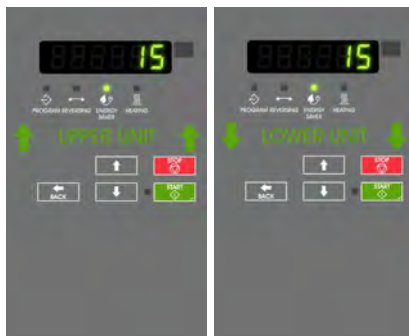 15
PROGRAM REVERSING ENERGY SAVER HEATING
UPPER UNIT
STOP
BACK
START
15
PROGRAM REVERSING ENERGY SAVER HEATING
LOWER UNIT
STOP
BACK
START